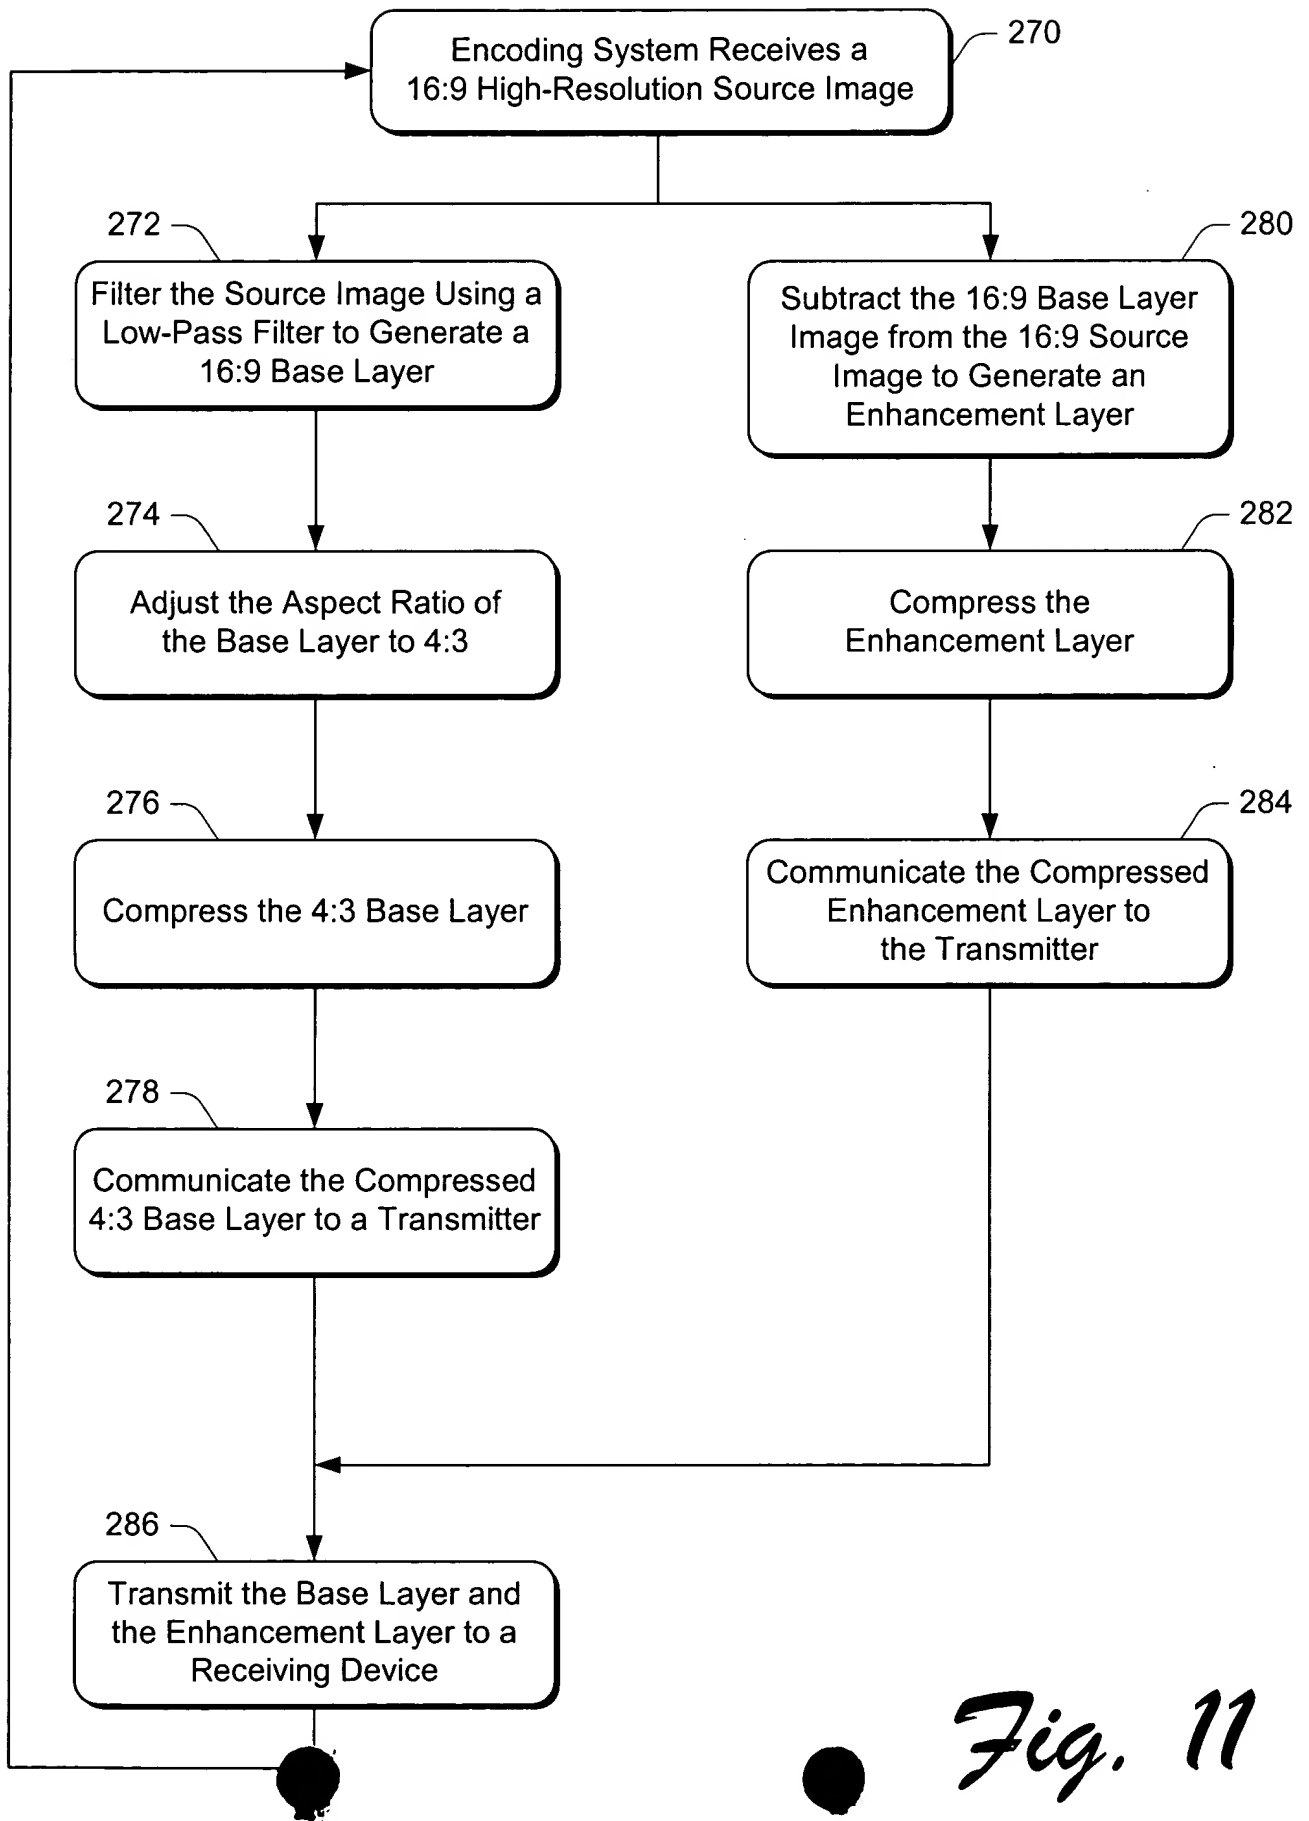 Encoding System Receives a
16:9 High-Resolution Source Image
270
272
Filter the Source Image Using a
Low-Pass Filter to Generate a
16:9 Base Layer
280
Subtract the 16:9 Base Layer
Image from the 16:9 Source
Image to Generate an
Enhancement Layer
274
Adjust the Aspect Ratio of
the Base Layer to 4:3
282
Compress the
Enhancement Layer
276
Compress the 4:3 Base Layer
284
Communicate the Compressed
Enhancement Layer to
the Transmitter
278
Communicate the Compressed
4:3 Base Layer to a Transmitter
286
Transmit the Base Layer and
the Enhancement Layer to a
Receiving Device
Fig. 11